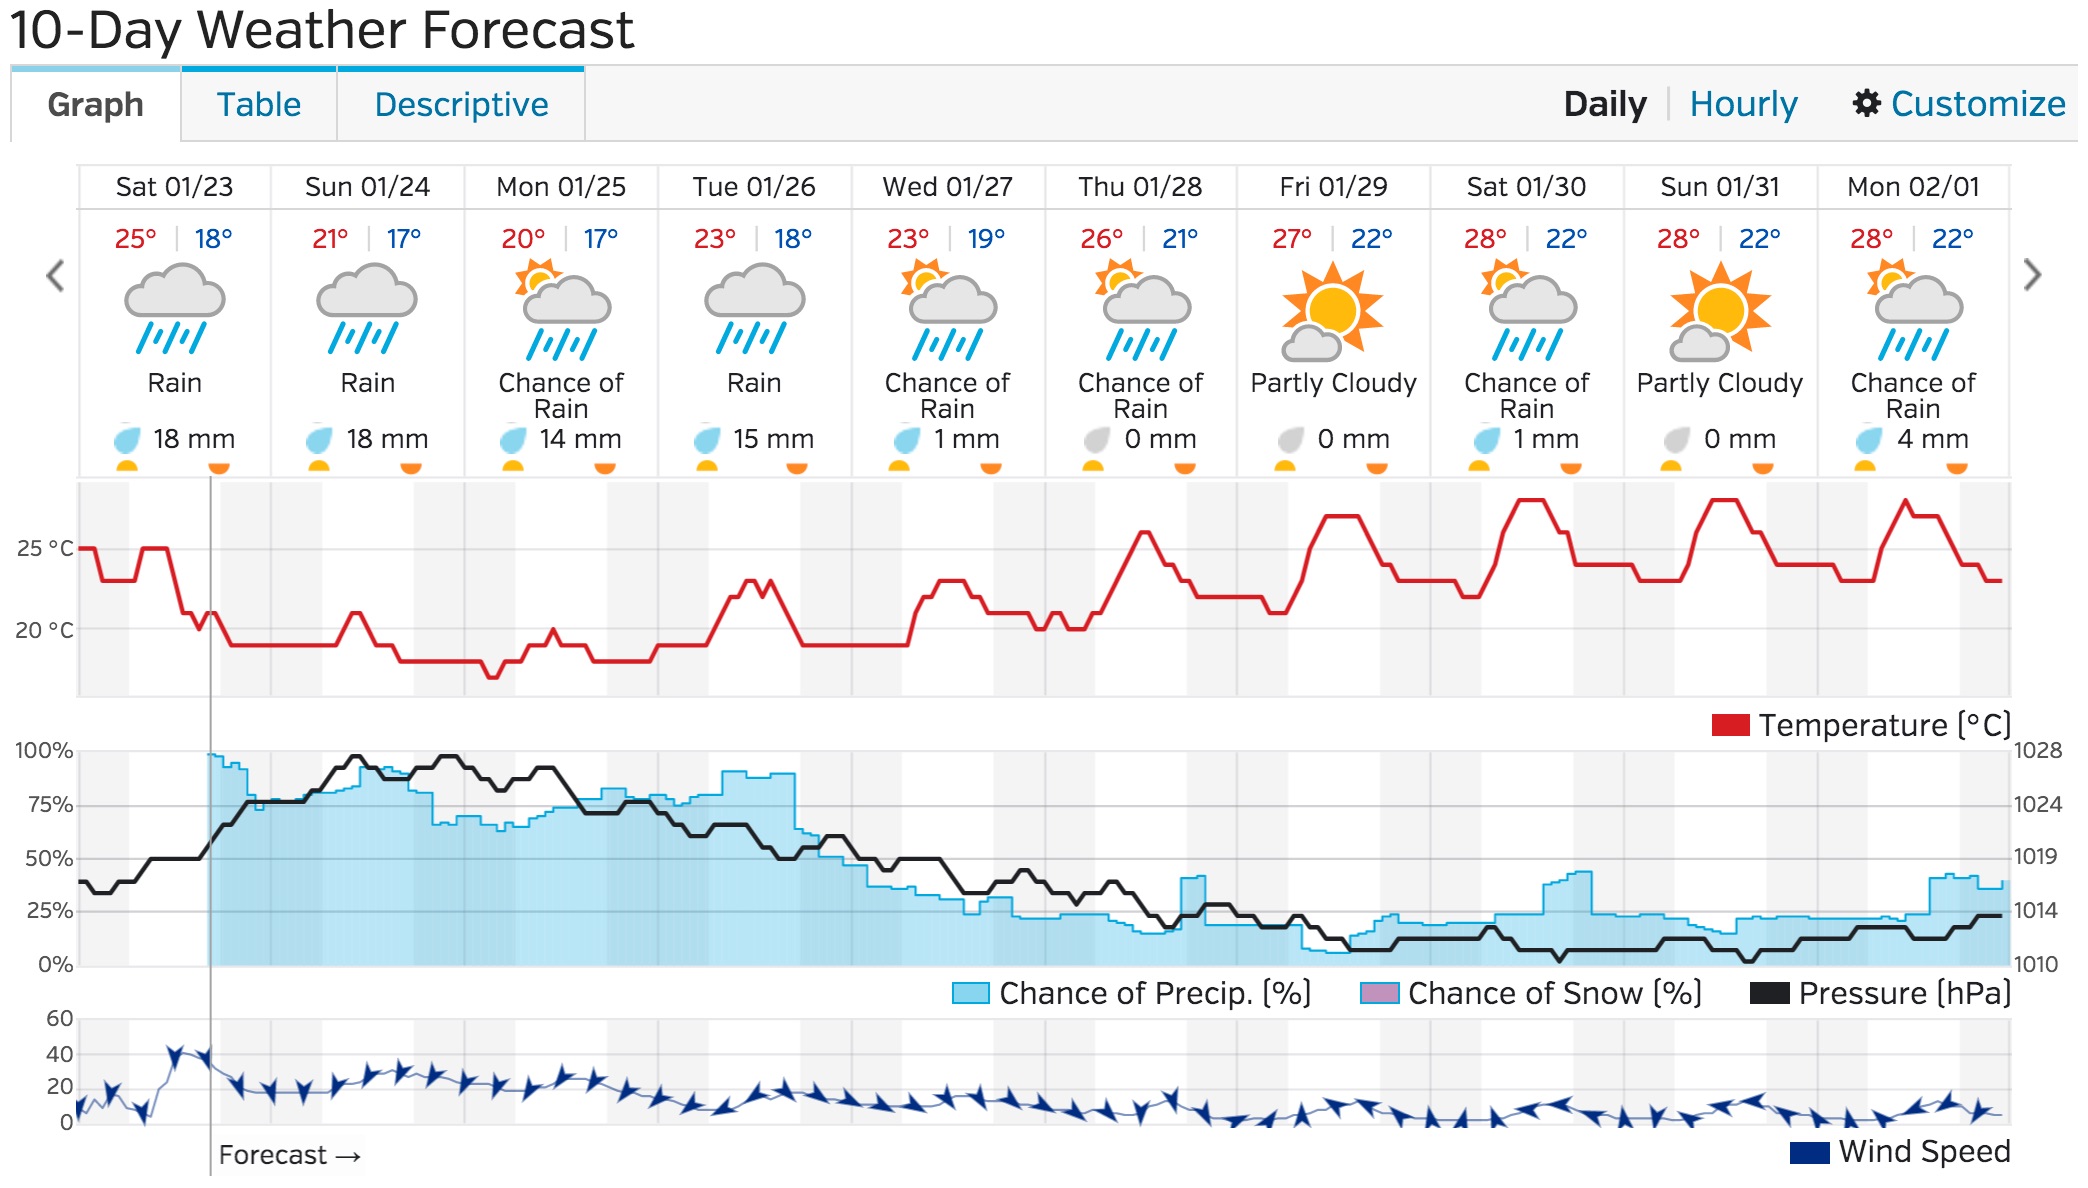 10-Day Weather Forecast
Graph Table Descriptive Daily Hourly Customize
Sat 01/23 Sun 01/24 Mon 01/25 Tue 01/26 Wed 01/27 Thu 01/28 Fri 01/29 Sat 01/30 Sun 01/31 Mon 02/01
25° 18° 21° 17° 20° 17° 23° 18° 23° 19° 26° 21° 27° 22° 28° 22° 28° 22° 28° 22°
Rain Rain Chance of Rain Chance of Chance of Partly Cloudy Chance of Partly Cloudy Chance of
Rain Rain Rain Rain Rain
18 mm 18 mm 14 mm 15 mm 1 mm 0 mm 0 mm 1 mm 0 mm 4 mm
25 °C
20 °C
Temperature (°C)
100% 1028
75% 1024
50% 1019
25% 1014
0% 1010
Chance of Precip. (%) Chance of Snow (%) Pressure (hPa)
60
40
20
0
Forecast → Wind Speed